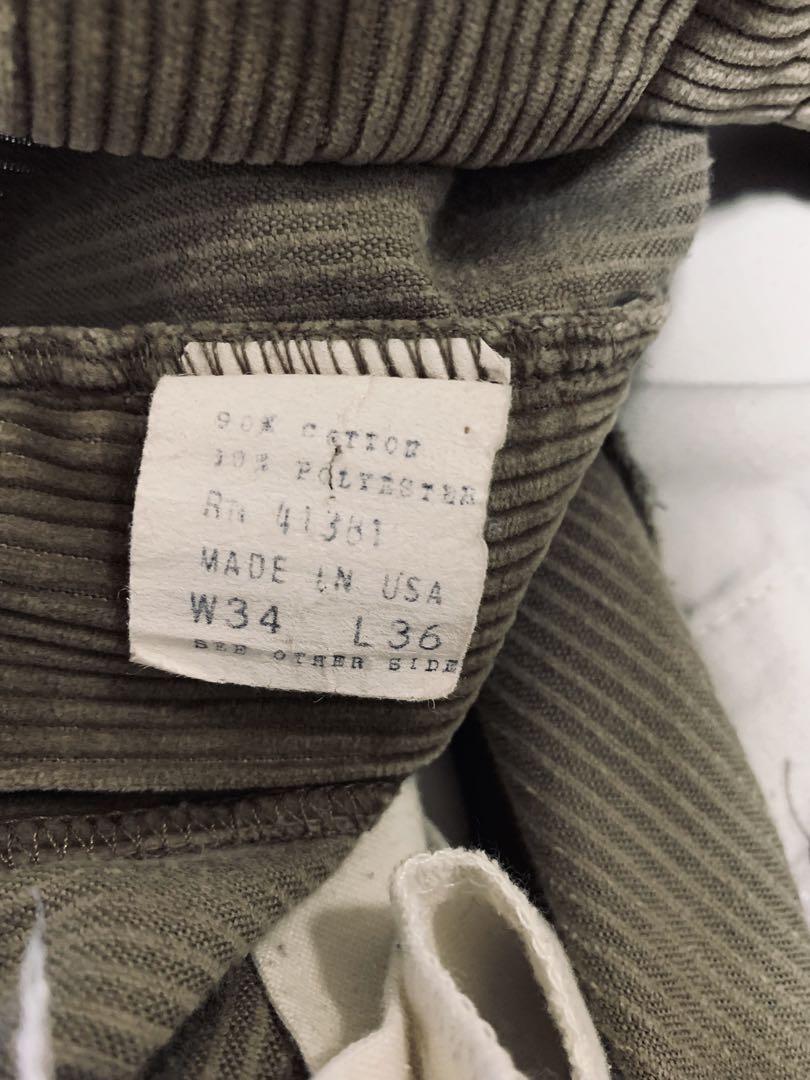 90% COTTON
10% POLYESTER
RN 41381
MADE IN USA
W34 L36
SEE OTHER SIDE